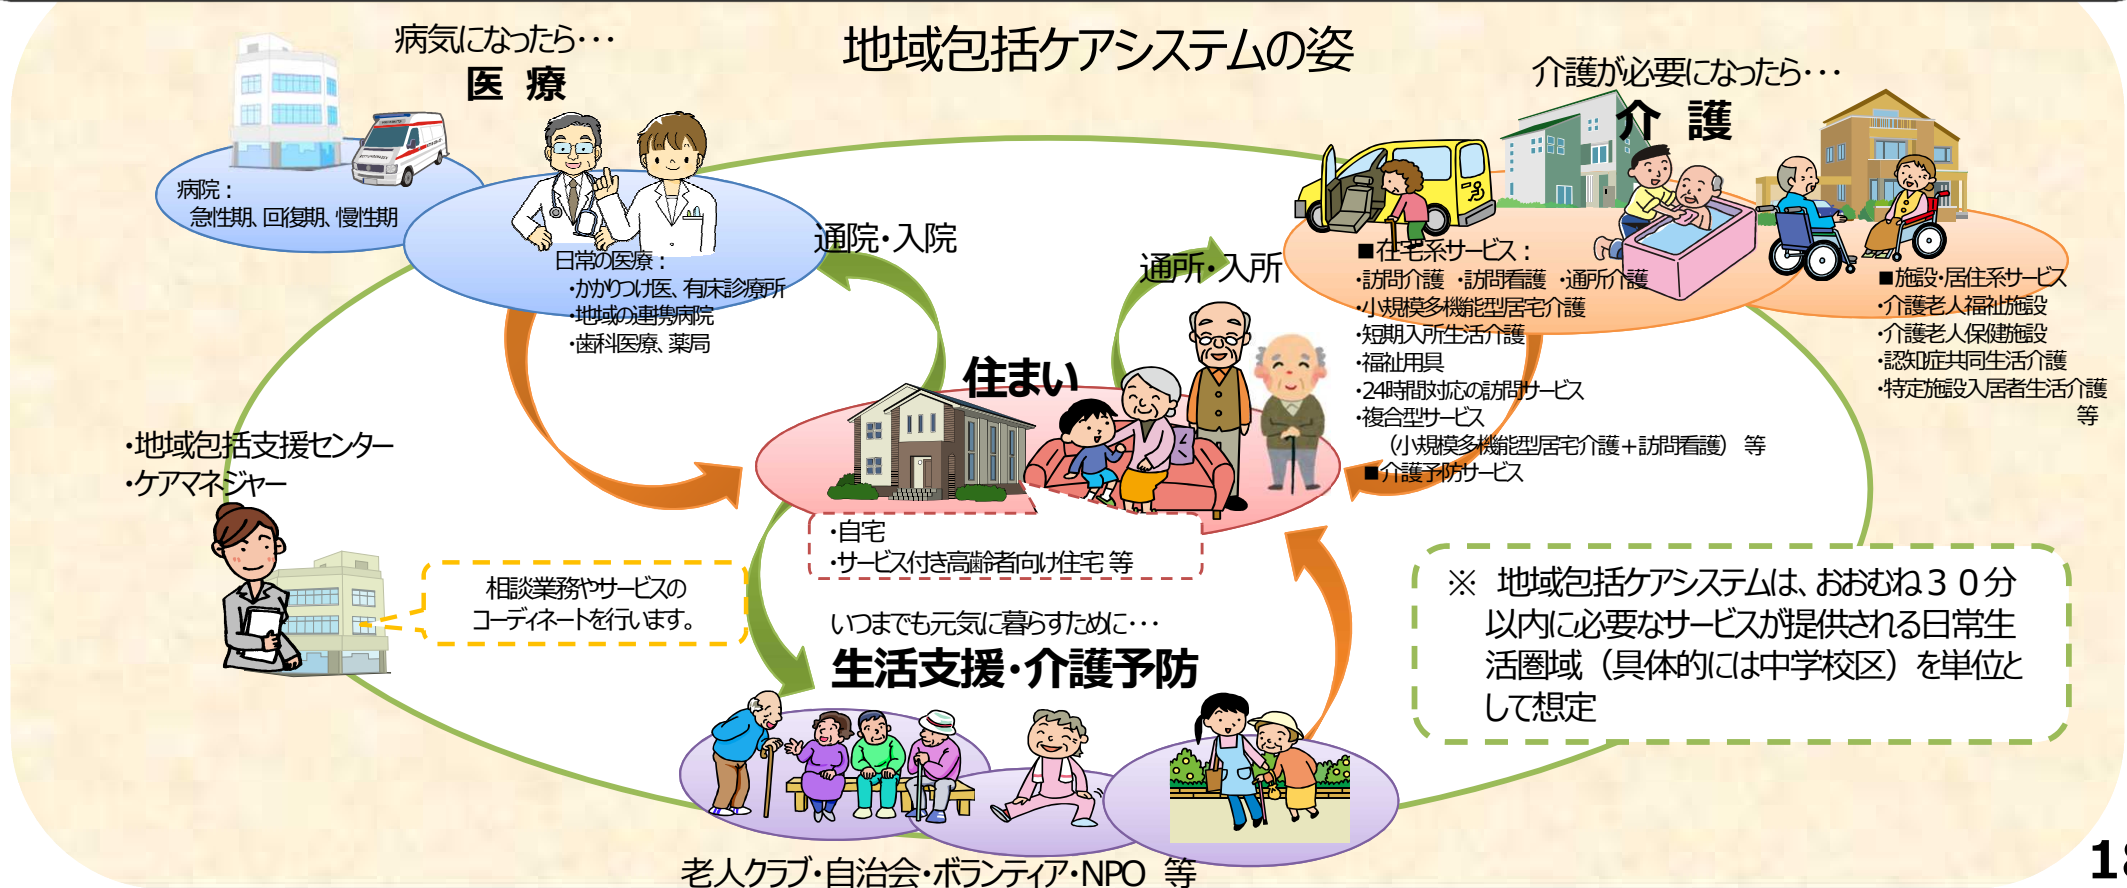 地域包括ケアシステムの姿
病気になったら･･･
医 療
病院：
急性期、回復期、慢性期
日常の医療：
・かかりつけ医、有床診療所
・地域の連携病院
・歯科医療、薬局
通院・入院
通所・入所
介護が必要になったら･･･
介 護
■在宅系サービス：
・訪問介護 ・訪問看護 ・通所介護
・小規模多機能型居宅介護
・短期入所生活介護
・福祉用具
・24時間対応の訪問サービス
・複合型サービス
（小規模多機能型居宅介護＋訪問看護） 等
■介護予防サービス
■施設・居住系サービス
・介護老人福祉施設
・介護老人保健施設
・認知症共同生活介護
・特定施設入居者生活介護
等
住まい
・自宅
・サービス付き高齢者向け住宅 等
・地域包括支援センター
・ケアマネジャー
相談業務やサービスの
コーディネートを行います。
いつまでも元気に暮らすために･･･
生活支援・介護予防
老人クラブ・自治会・ボランティア・NPO 等
※ 地域包括ケアシステムは、おおむね３０分
以内に必要なサービスが提供される日常生
活圏域（具体的には中学校区）を単位と
して想定